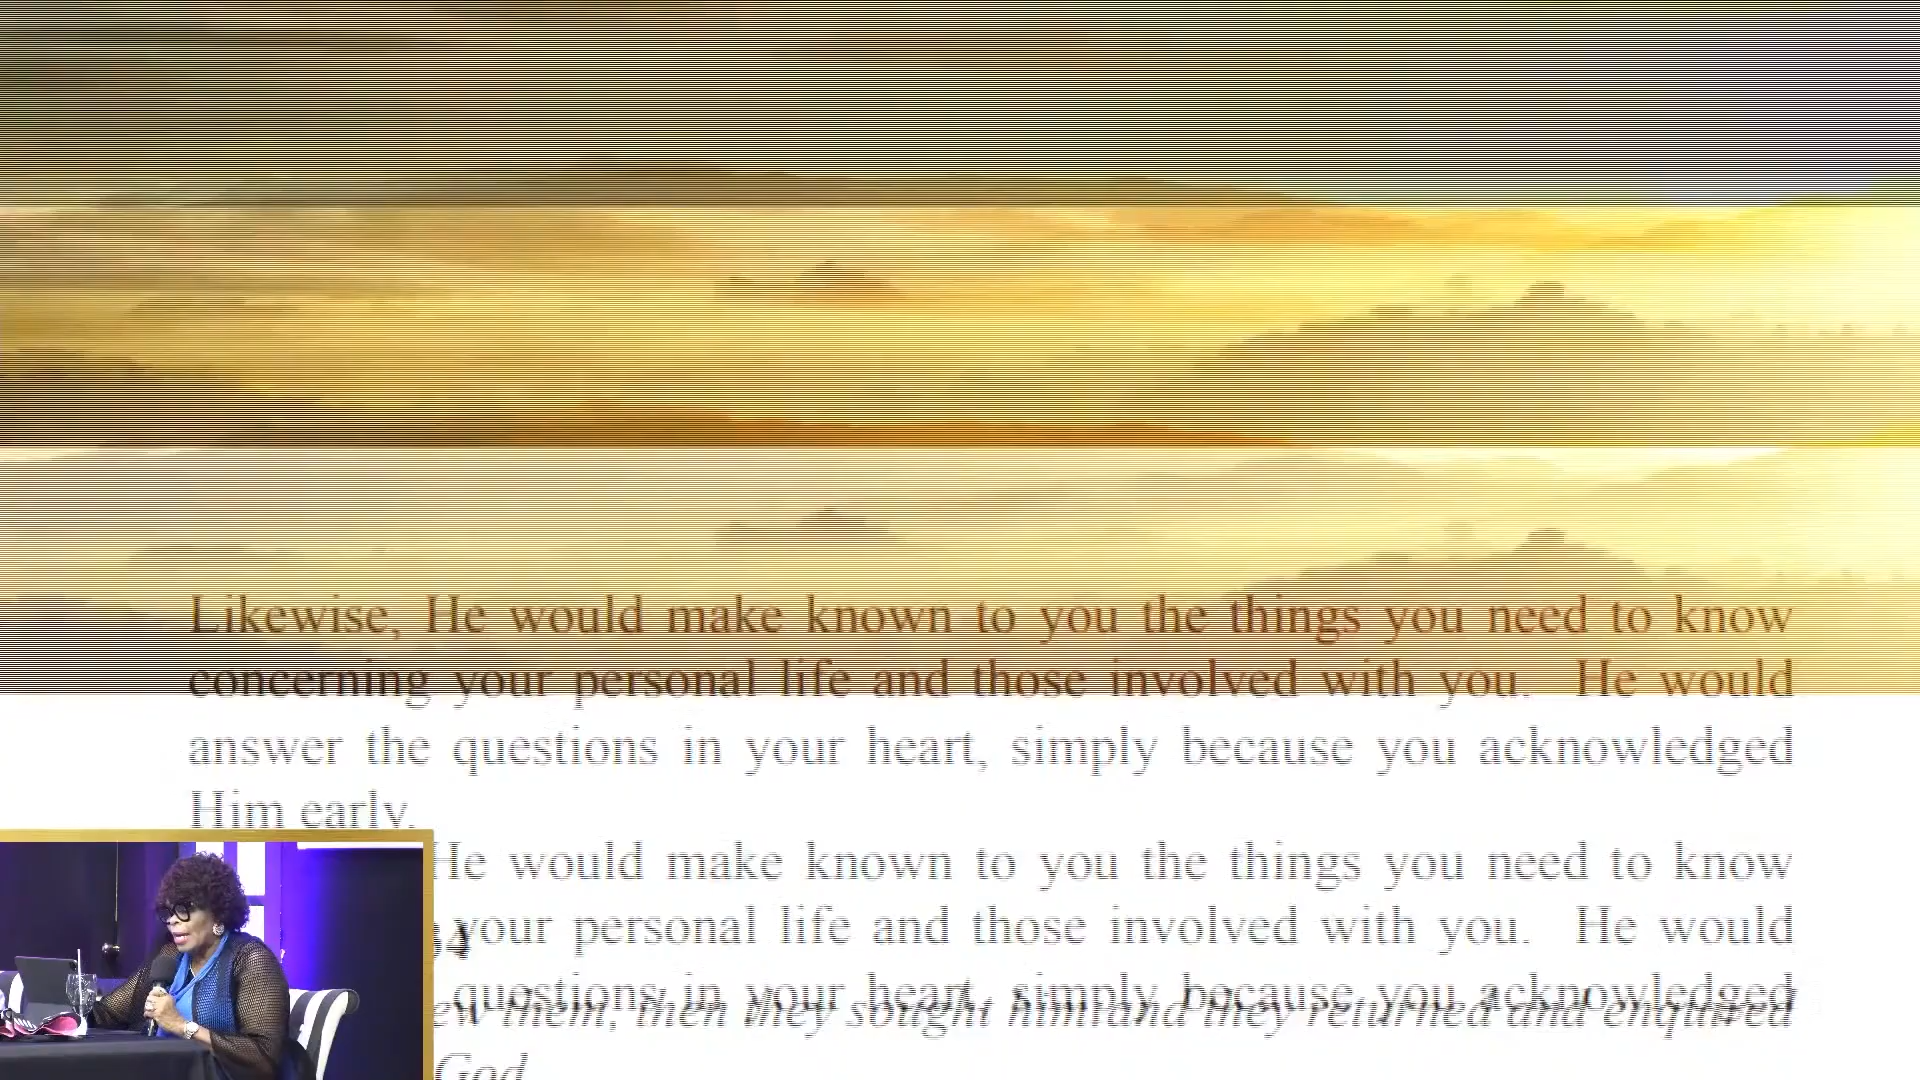 Likewise, He would make known to you the things you need to know
concerning your personal life and those involved with you. He would
answer the questions in your heart, simply because you acknowledged
Him early.
He would make known to you the things you need to know
your personal life and those involved with you. He would
34
questions in your heart, simply because you acknowledged
ew them, then they sought him: and they returned and enquired
God